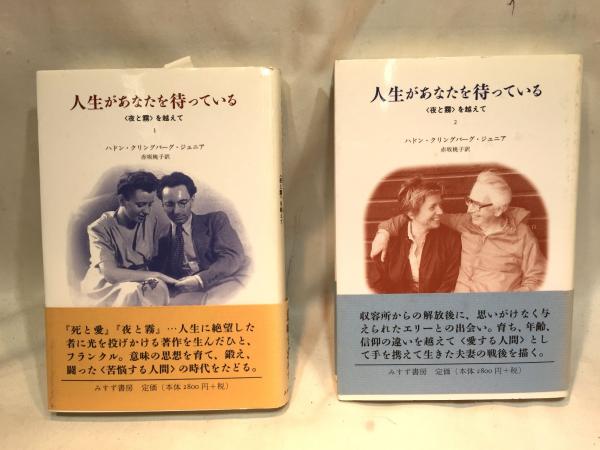 人生があなたを待っている
〈夜と霧〉を越えて
1
ハドン・クリングバーグ・ジュニア
赤坂桃子訳
『死と愛』『夜と霧』…人生に絶望した
者に光を投げかける著作を生んだひと、
フランクル。意味の思想を育て、鍛え、
闘った〈苦悩する人間〉の時代をたどる。
みすず書房 定価(本体2800円+税)
人生があなたを待っている
〈夜と霧〉を越えて
2
ハドン・クリングバーグ・ジュニア
赤坂桃子訳
収容所からの解放後に、思いがけなく与
えられたエリーとの出会い。育ち、年齢、
信仰の違いを越えて〈愛する人間〉とし
て手を携えて生きた夫妻の戦後を描く。
みすず書房 定価(本体2800円+税)